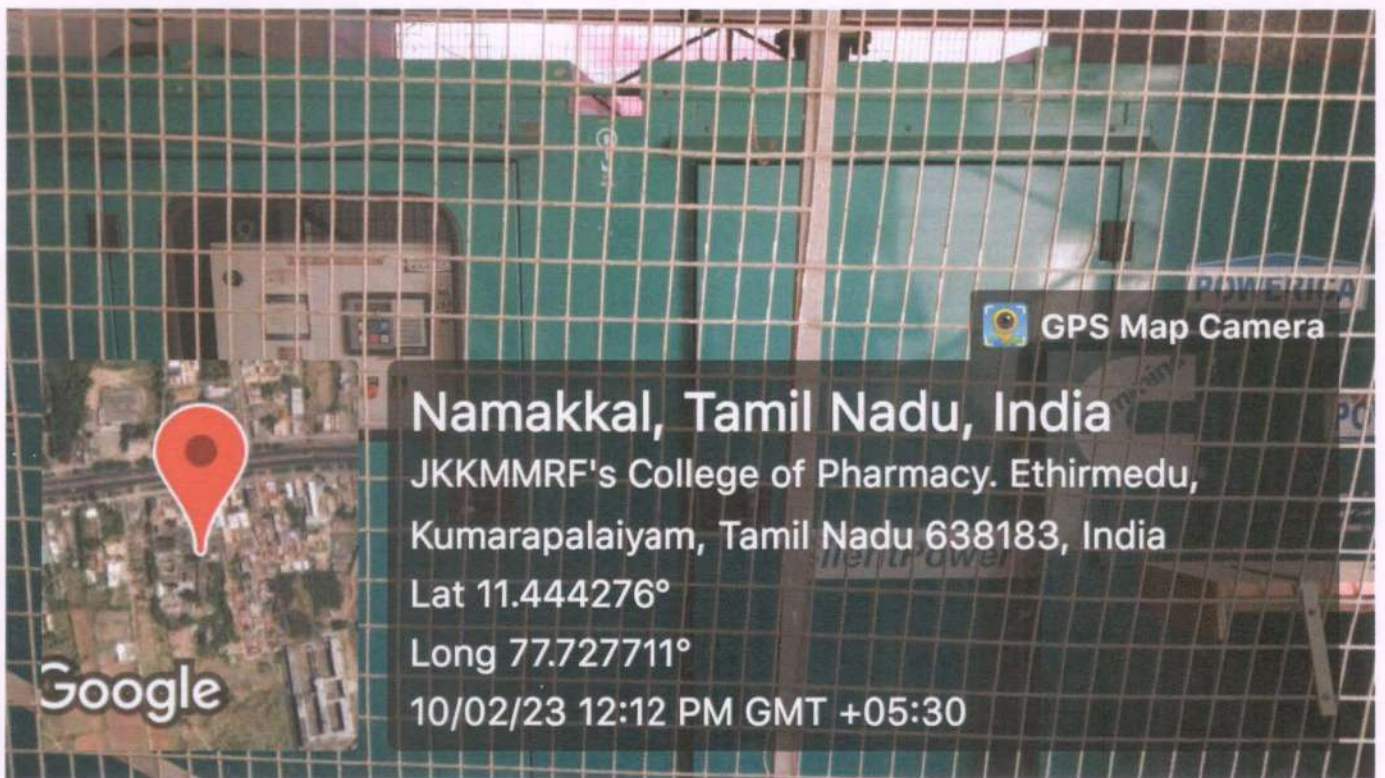 POWERICA
GPS Map Camera
Namakkal, Tamil Nadu, India
JKKMMRF's College of Pharmacy. Ethirmedu,
Kumarapalaiyam, Tamil Nadu 638183, India
Lat 11.444276°
Long 77.727711°
10/02/23 12:12 PM GMT +05:30
Google